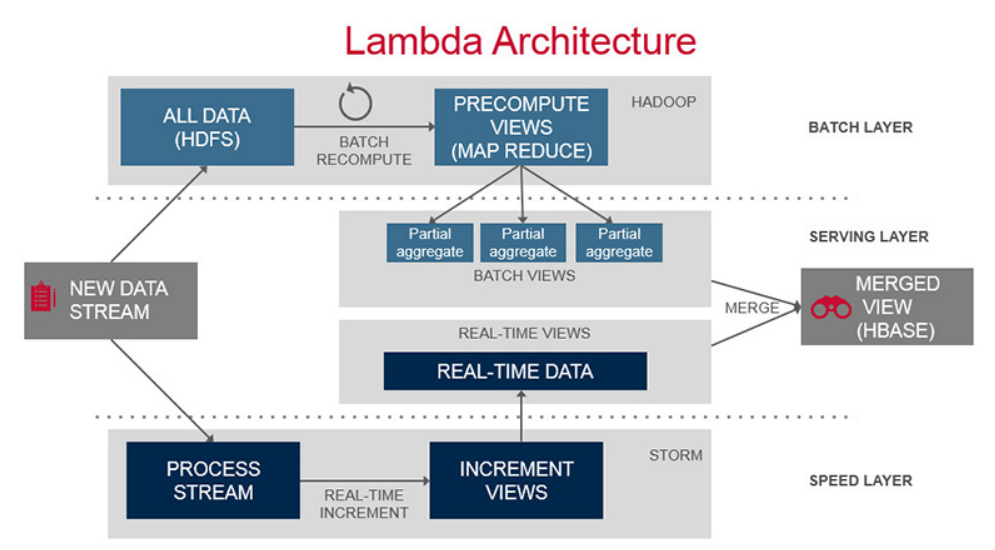 Lambda Architecture
ALL DATA
(HDFS)
BATCH
RECOMPUTE
PRECOMPUTE
VIEWS
(MAP REDUCE)
HADOOP
BATCH LAYER
Partial
aggregate
Partial
aggregate
Partial
aggregate
BATCH VIEWS
SERVING LAYER
NEW DATA
STREAM
MERGE
MERGED
VIEW
(HBASE)
REAL-TIME VIEWS
REAL-TIME DATA
PROCESS
STREAM
REAL-TIME
INCREMENT
INCREMENT
VIEWS
STORM
SPEED LAYER